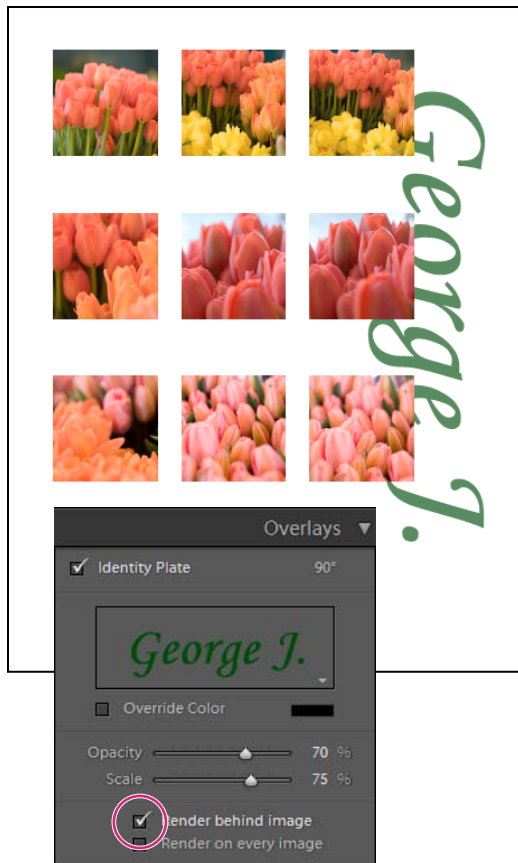 George J.
Overlays
Identity Plate 90°
George J.
Override Color
Opacity 70 %
Scale 75 %
Render behind image
Render on every image